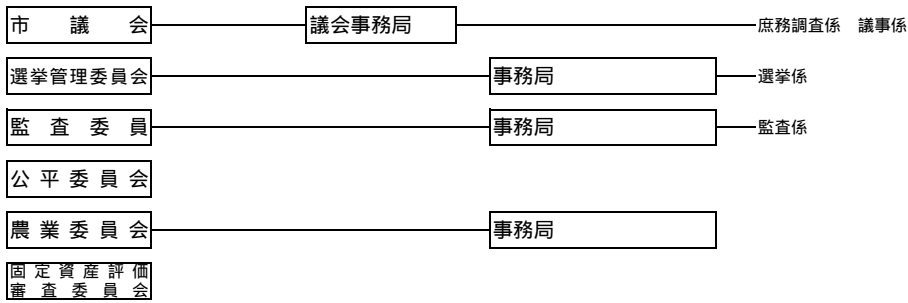 市議会 議会事務局 庶務調査係 議事係
選挙管理委員会 事務局 選挙係
監査委員 事務局 監査係
公平委員会
農業委員会 事務局
固定資産評価
審査委員会